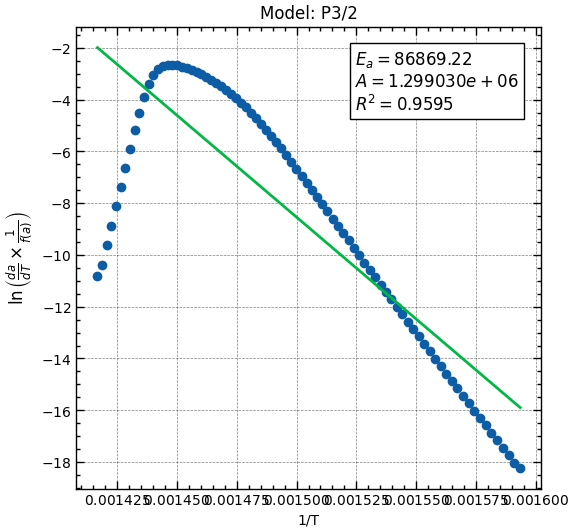 Model: P3/2
E_a = 86869.22
A = 1.299030e + 06
R^2 = 0.9595
−2
−4
−6
−8
−10
−12
−14
−16
−18
ln (da/dT × 1/f(a))
0.001425 0.001450 0.001475 0.001500 0.001525 0.001550 0.001575 0.001600
1/T